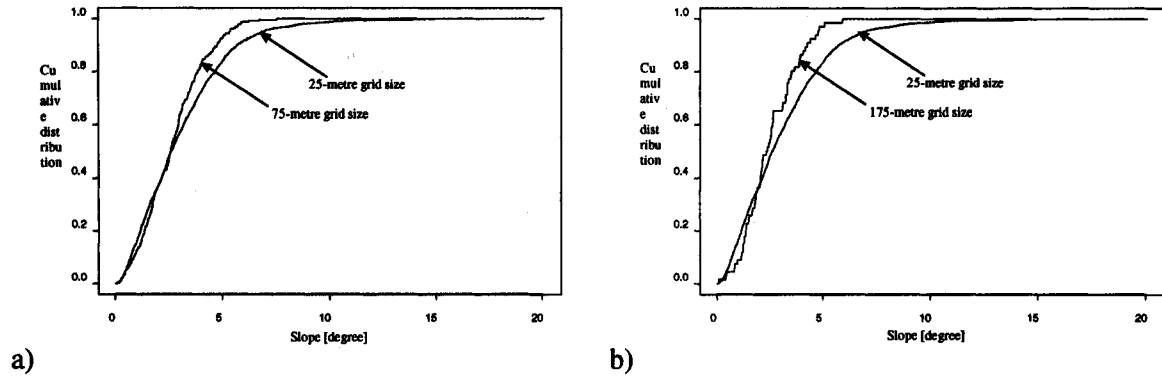 1.0
0.8
0.6
0.4
0.2
0.0
Cu
mul
ativ
e
dist
ribu
tion
25-metre grid size
75-metre grid size
0 5 10 15 20
Slope [degree]
a)
1.0
0.8
0.6
0.4
0.2
0.0
Cu
mul
ativ
e
dist
ribu
tion
25-metre grid size
175-metre grid size
0 5 10 15 20
Slope [degree]
b)